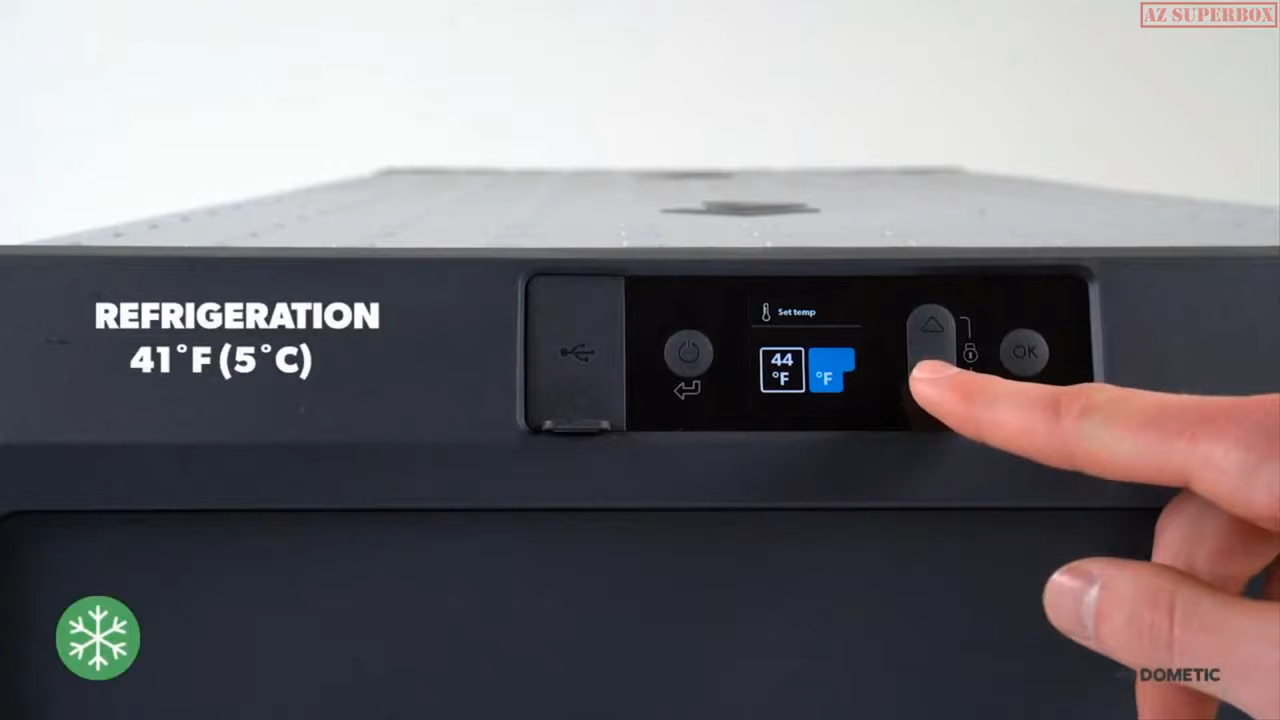 AZ SUPERBOX
REFRIGERATION
41°F (5°C)
Set temp
44
°F
°F
OK
DOMETIC